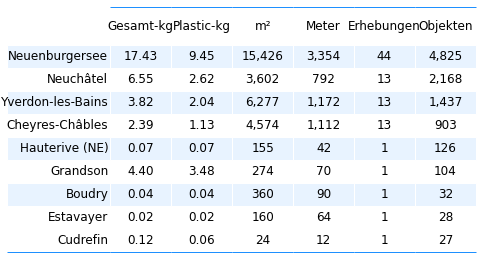 Gesamt-kg Plastic-kg m² Meter Erhebungen Objekten
Neuenburgersee 17.43 9.45 15,426 3,354 44 4,825
Neuchâtel 6.55 2.62 3,602 792 13 2,168
Yverdon-les-Bains 3.82 2.04 6,277 1,172 13 1,437
Cheyres-Châbles 2.39 1.13 4,574 1,112 13 903
Hauterive (NE) 0.07 0.07 155 42 1 126
Grandson 4.40 3.48 274 70 1 104
Boudry 0.04 0.04 360 90 1 32
Estavayer 0.02 0.02 160 64 1 28
Cudrefin 0.12 0.06 24 12 1 27